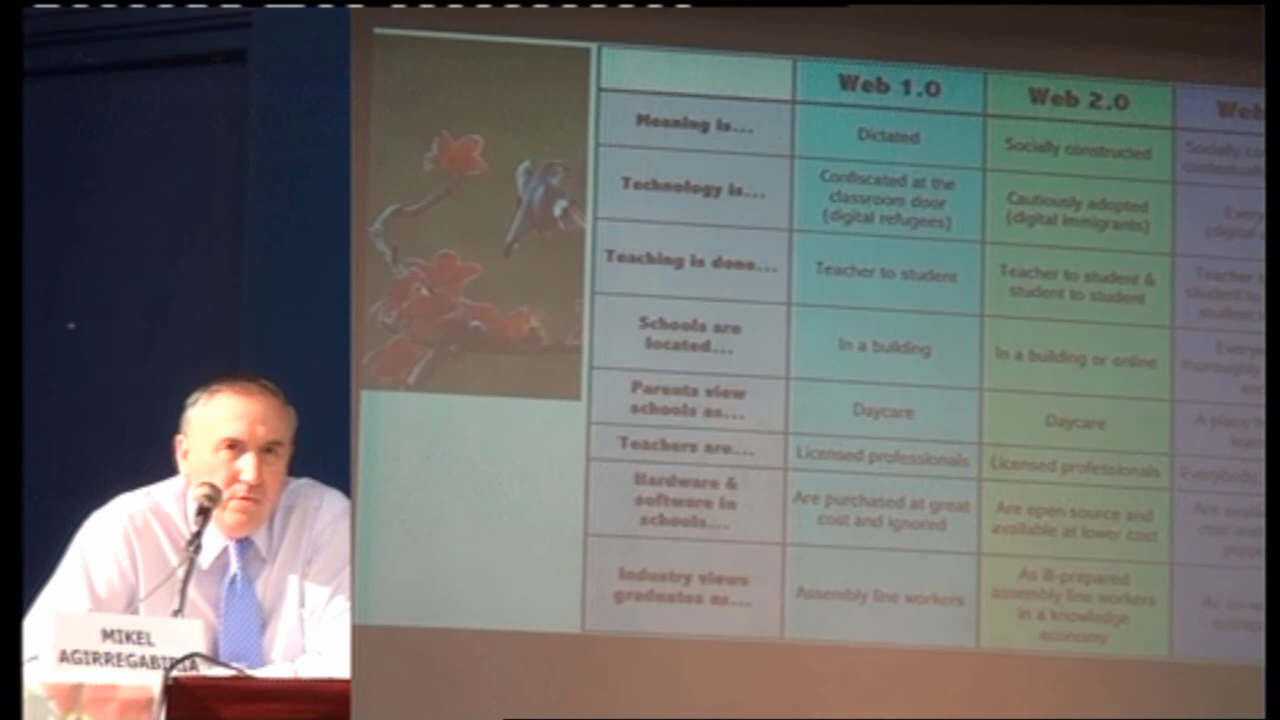 Web 1.0
Web 2.0
Web
Meaning is...
Dictated
Socially constructed
Technology is...
Confiscated at the
classroom door
(digital refugees)
Cautiously adopted
(digital immigrants)
Teaching is done...
Teacher to student
Teacher to student &
student to student
Teacher
Schools are
located...
In a building
In a building or online
Parents view
schools as...
Daycare
Daycare
A place
Teachers are...
Licensed professionals
Licensed professionals
Hardware &
software in
schools....
Are purchased at great
cost and ignored
Are open source and
available at lower cost
Industry views
graduates as...
Assembly line workers
As ill-prepared
assembly line workers
in a knowledge
economy
MIKEL
AGIRREGABIRIA